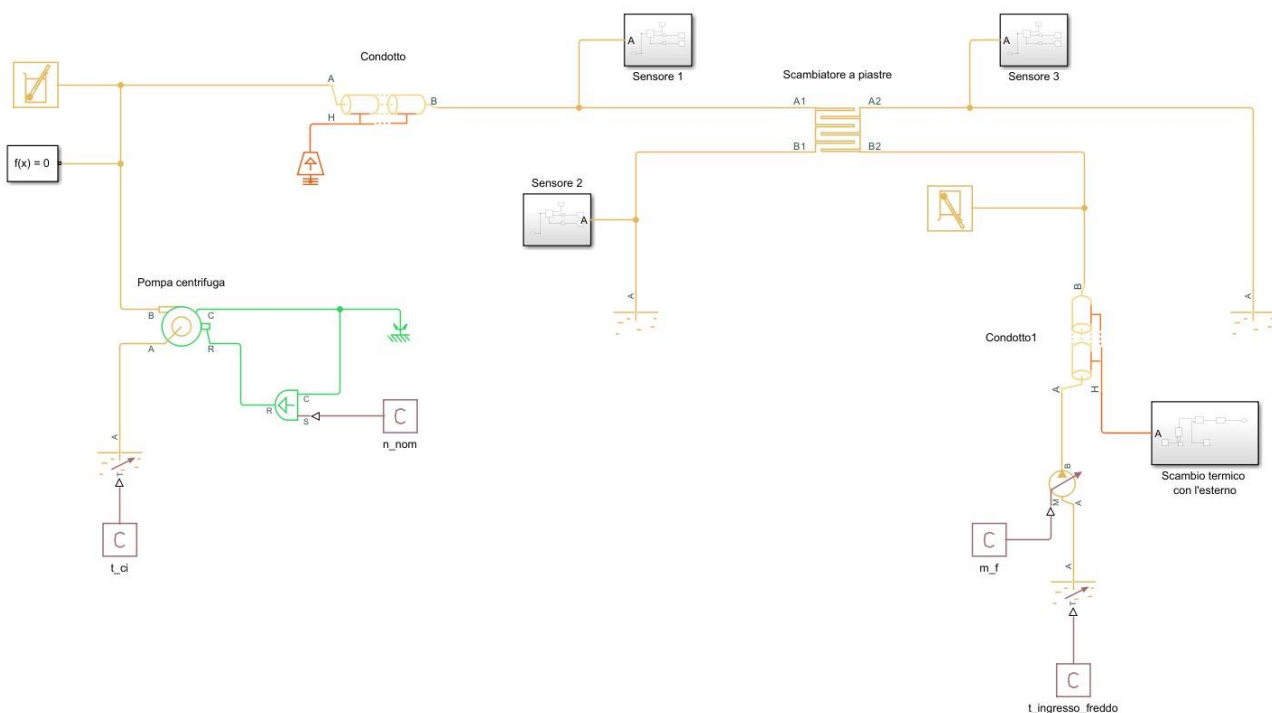 Condotto
A
B
H
Sensore 1
A
Scambiatore a piastre
A1
A2
B1
B2
A
Sensore 3
f(x) = 0
Sensore 2
A
A
A
Pompa centrifuga
B
C
A
R
C
R
S
C
n_nom
A
T
C
t_ci
B
Condotto1
A
H
A
Scambio termico
con l'esterno
B
M
A
C
m_f
A
T
C
t_ingresso_freddo